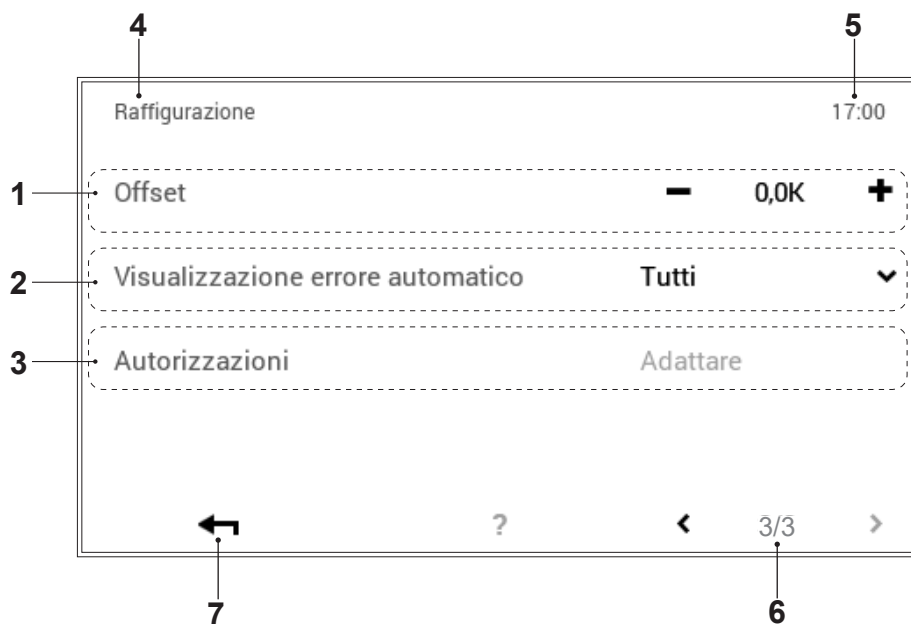 4 5
Raffigurazione 17:00
1 Offset − 0,0K +
2 Visualizzazione errore automatico Tutti
3 Autorizzazioni Adattare
? < 3/3 >
7 6